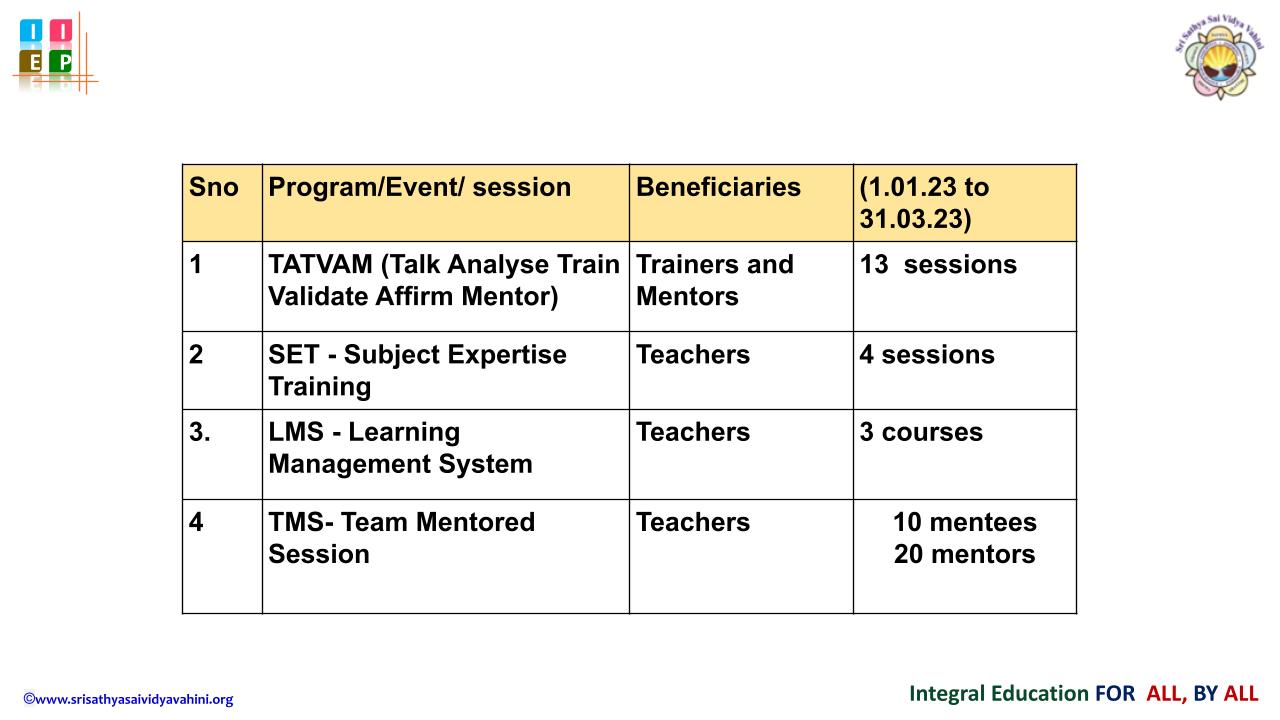 I I
E P
Sri Sathya Sai Vidya Vahini
Sno Program/Event/ session Beneficiaries (1.01.23 to
31.03.23)
1 TATVAM (Talk Analyse Train Trainers and 13 sessions
Validate Affirm Mentor) Mentors
2 SET - Subject Expertise Teachers 4 sessions
Training
3. LMS - Learning Teachers 3 courses
Management System
4 TMS- Team Mentored Teachers 10 mentees
Session 20 mentors
©www.srisathyasaividyavahini.org
Integral Education FOR ALL, BY ALL